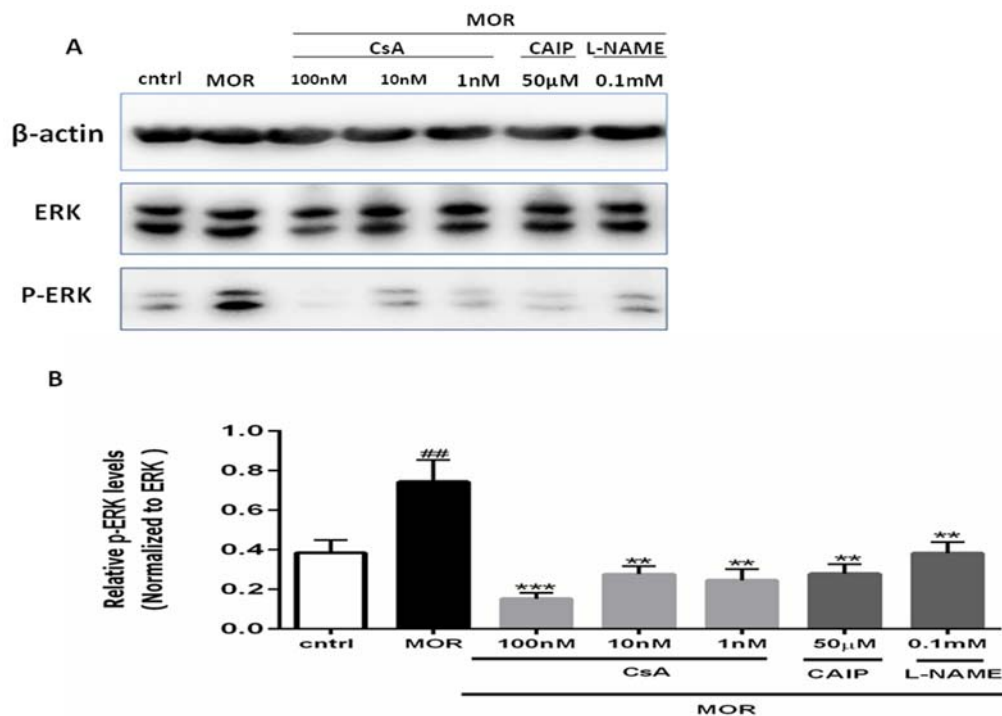 MOR
A
CsA CAIP L-NAME
cntrl MOR 100nM 10nM 1nM 50μM 0.1mM
β-actin
ERK
P-ERK
B
Relative p-ERK levels
(Normalized to ERK )
1.0
0.8
0.6
0.4
0.2
0.0
##
***
**
**
**
**
cntrl MOR 100nM 10nM 1nM 50μM 0.1mM
CsA CAIP L-NAME
MOR